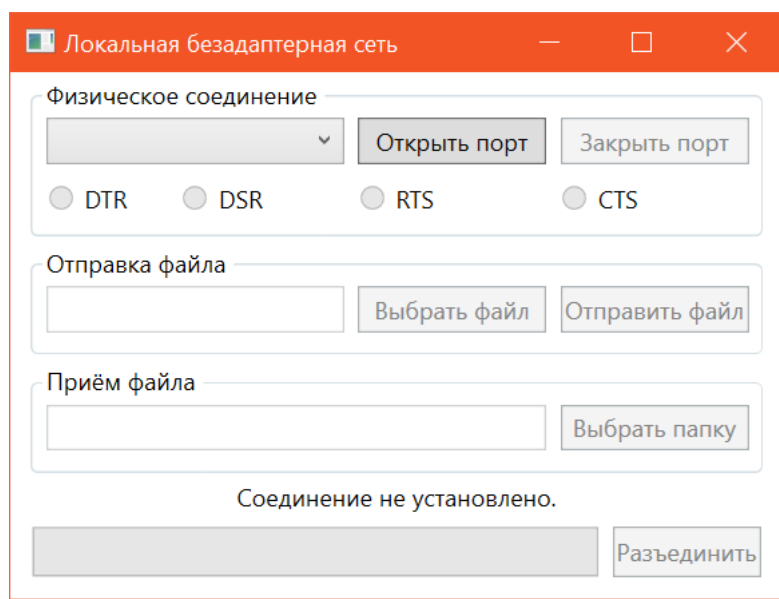 Локальная безадаптерная сеть
Физическое соединение
Открыть порт Закрыть порт
DTR DSR RTS CTS
Отправка файла
Выбрать файл Отправить файл
Приём файла
Выбрать папку
Соединение не установлено.
Разъединить